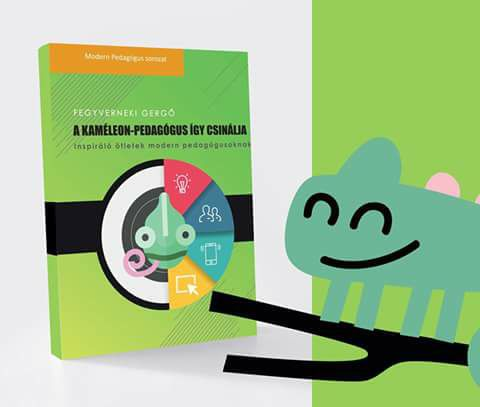 Modern Pedagógus sorozat
FEGYVERNEKI GERGŐ
A KAMÉLEON-PEDAGÓGUS ÍGY CSINÁLJA
Inspiráló ötletek modern pedagógusoknak